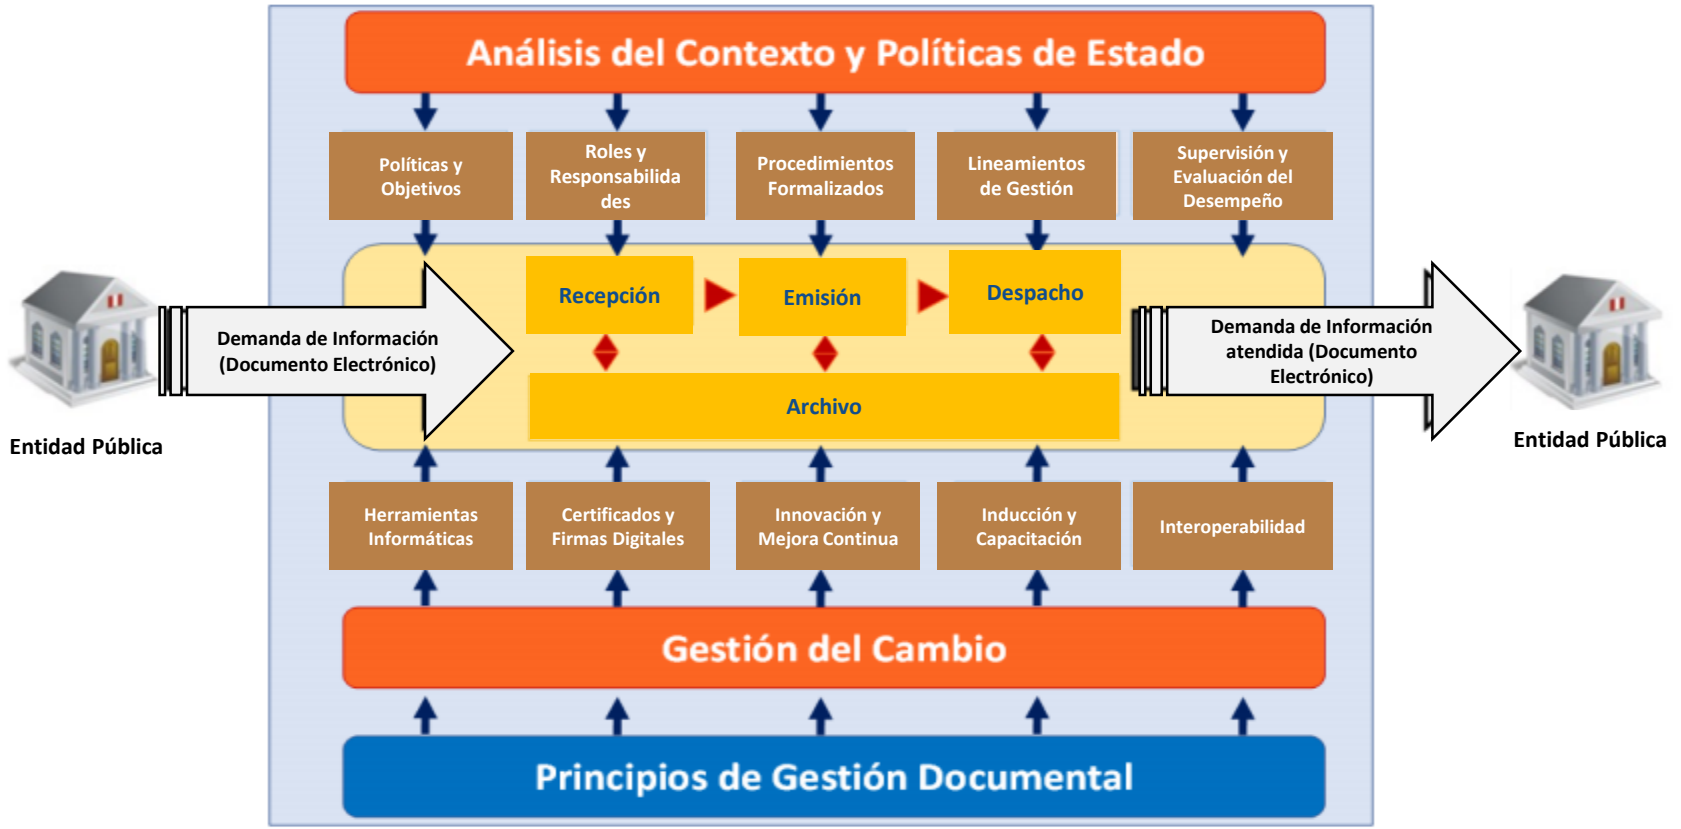 Análisis del Contexto y Políticas de Estado
Políticas y
Objetivos
Roles y
Responsabilida
des
Procedimientos
Formalizados
Lineamientos
de Gestión
Supervisión y
Evaluación del
Desempeño
Recepción
Emisión
Despacho
Archivo
Demanda de Información
(Documento Electrónico)
Entidad Pública
Demanda de Información
atendida (Documento
Electrónico)
Entidad Pública
Herramientas
Informáticas
Certificados y
Firmas Digitales
Innovación y
Mejora Continua
Inducción y
Capacitación
Interoperabilidad
Gestión del Cambio
Principios de Gestión Documental